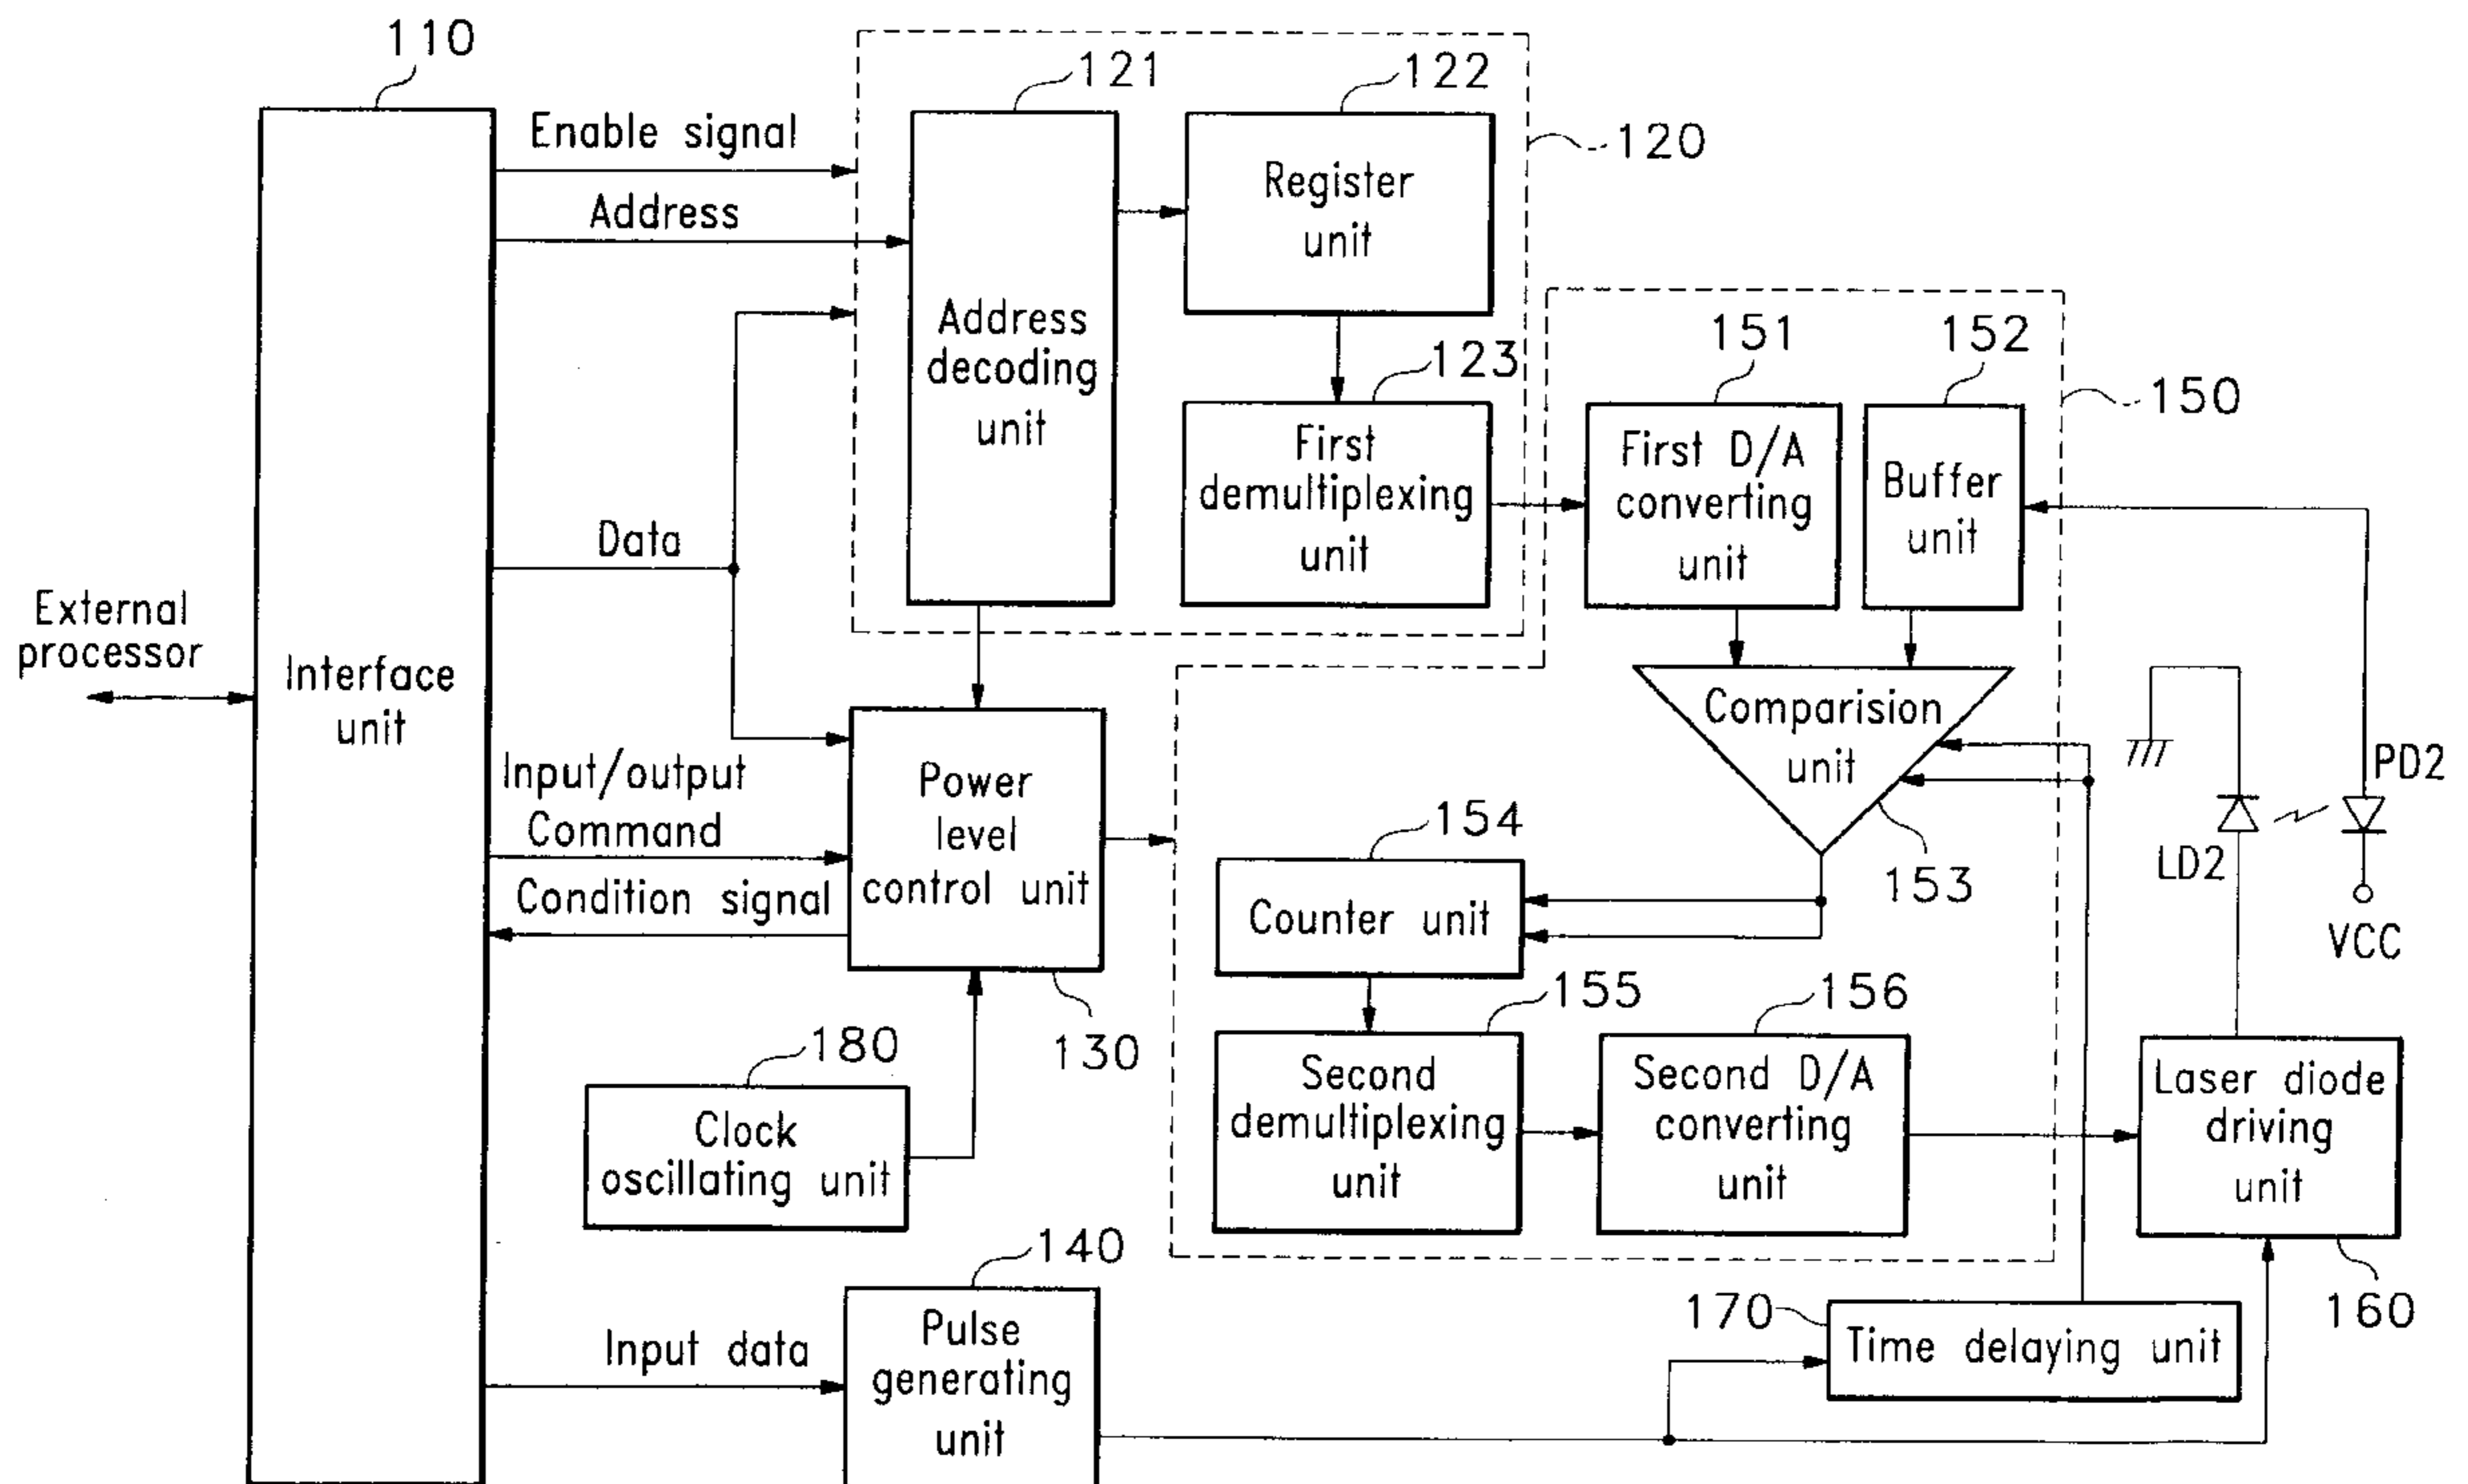 110
121
122
Enable signal
120
Register
unit
Address
151
152
Address
decoding
unit
123
150
First
demultiplexing
unit
First D/A
converting
unit
Buffer
unit
Data
External
processor
Interface
unit
Comparision
unit
PD2
Input/output
Command
Power
level
control unit
154
LD2
153
Condition signal
Counter unit
VCC
155
156
180
130
Second
demultiplexing
unit
Second D/A
converting
unit
Laser diode
driving
unit
Clock
oscillating unit
140
170
160
Time delaying unit
Input data
Pulse
generating
unit